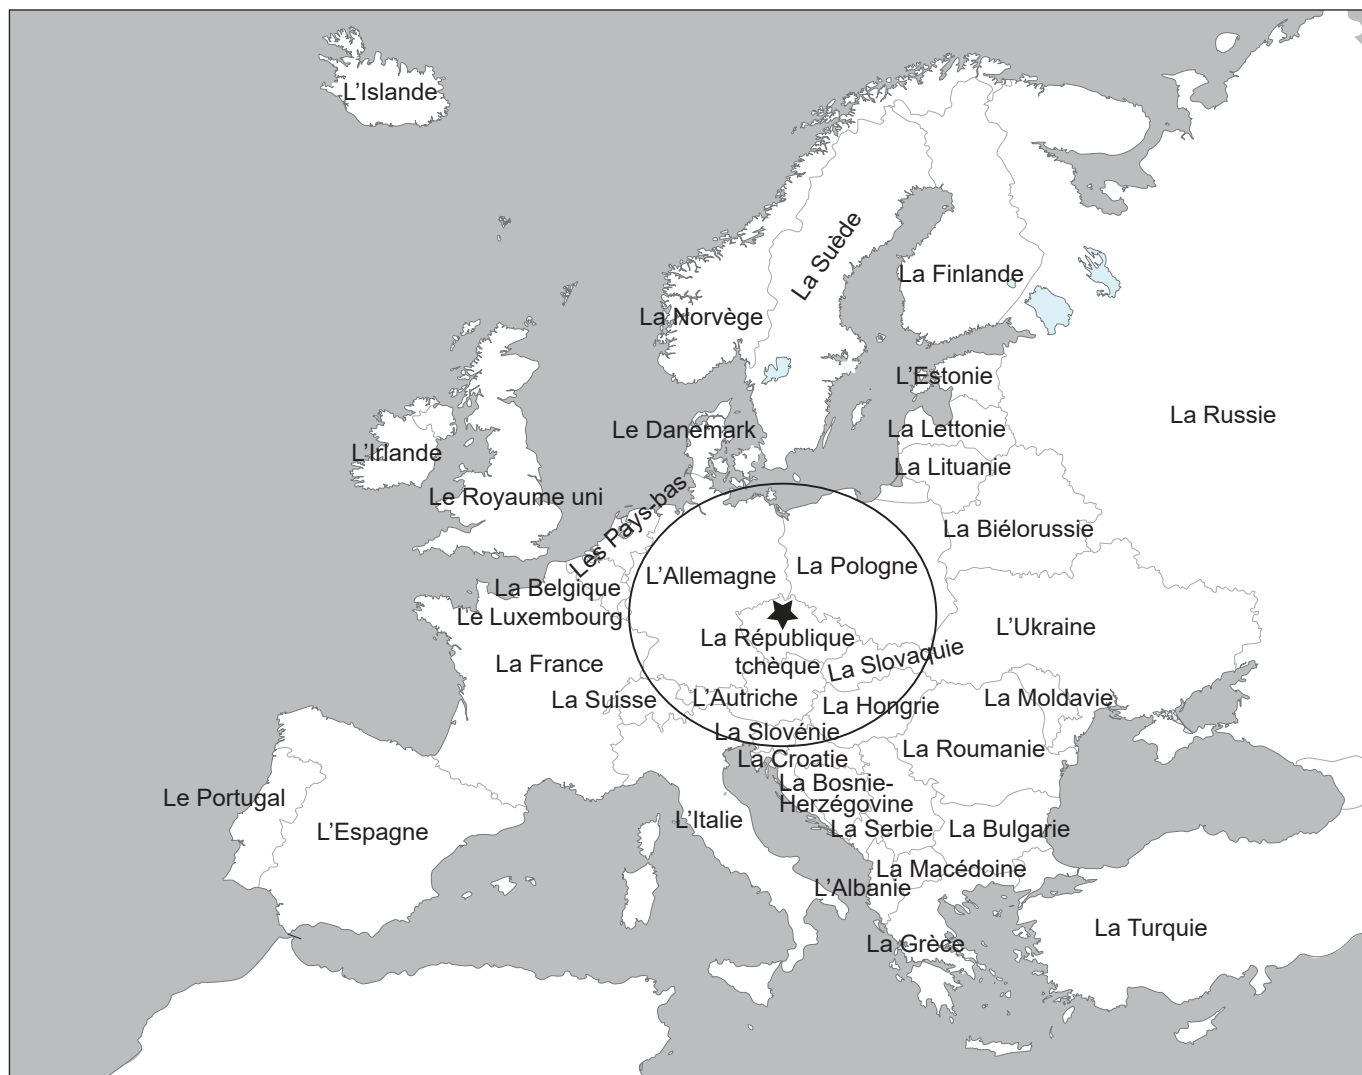 L’Islande
La Suède
La Finlande
La Norvège
L’Estonie
La Russie
Le Danemark
La Lettonie
L’Irlande
La Lituanie
Le Royaume uni
Les Pays-bas
La Biélorussie
La Pologne
L’Allemagne
La Belgique
Le Luxembourg
L’Ukraine
La République
tchèque
La Slovaquie
La France
La Suisse
L’Autriche
La Hongrie
La Moldavie
La Slovénie
La Roumanie
La Croatie
La Bosnie-
Herzégovine
Le Portugal
L’Espagne
L’Italie
La Serbie
La Bulgarie
La Macédoine
L’Albanie
La Turquie
La Grèce